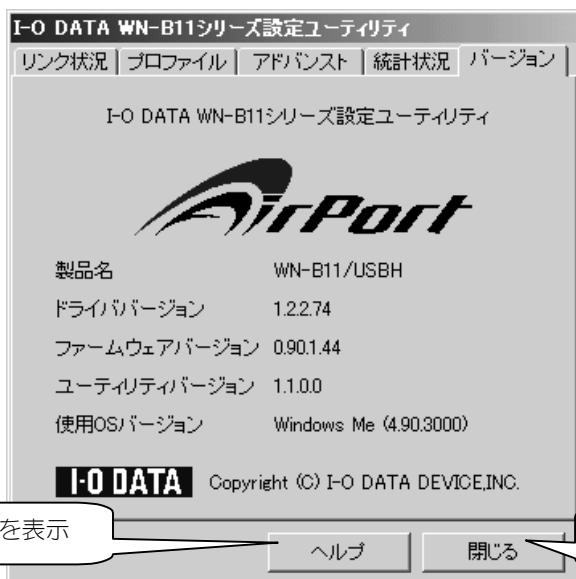 I-O DATA WN-B11シリーズ設定ユーティリティ
リンク状況 プロファイル アドバンスト 統計状況 バージョン
I-O DATA WN-B11シリーズ設定ユーティリティ
AirPort
製品名 WN-B11/USBH
ドライババージョン 1.2.2.74
ファームウェアバージョン 0.90.1.44
ユーティリティバージョン 1.1.0.0
使用OSバージョン Windows Me (4.90.3000)
I-O DATA Copyright (C) I-O DATA DEVICE,INC.
を表示
ヘルプ 閉じる